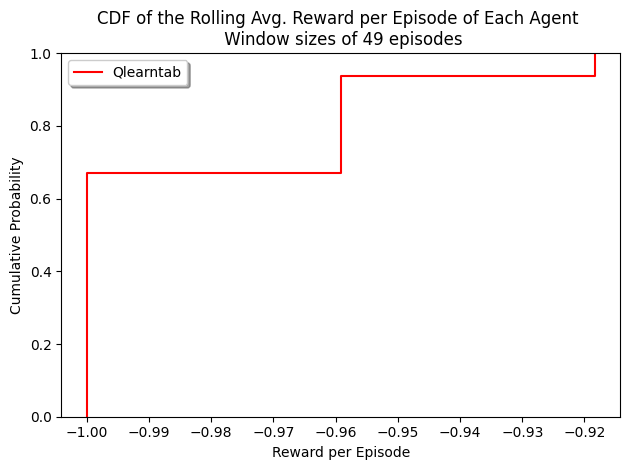 CDF of the Rolling Avg. Reward per Episode of Each Agent
Window sizes of 49 episodes
Qlearntab
Cumulative Probability
1.0
0.8
0.6
0.4
0.2
0.0
−1.00 −0.99 −0.98 −0.97 −0.96 −0.95 −0.94 −0.93 −0.92
Reward per Episode